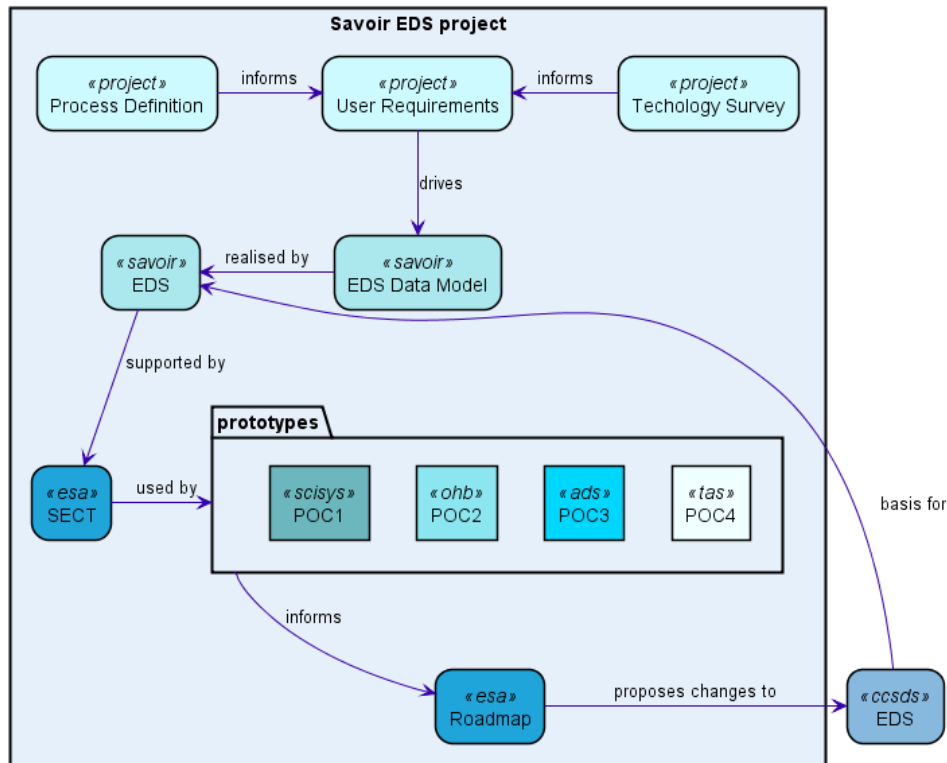 Savoir EDS project
«project»
Process Definition
informs
«project»
User Requirements
informs
«project»
Techology Survey
drives
«savoir»
EDS
realised by
«savoir»
EDS Data Model
supported by
prototypes
«esa»
SECT
used by
«scisys»
POC1
«ohb»
POC2
«ads»
POC3
«tas»
POC4
basis for
informs
«esa»
Roadmap
proposes changes to
«ccsds»
EDS